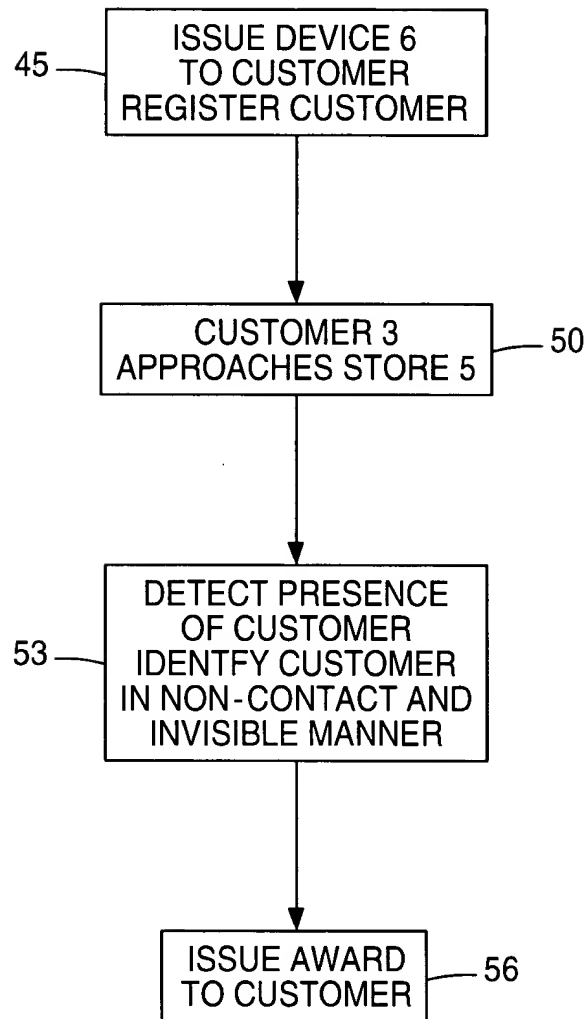 45
ISSUE DEVICE 6
TO CUSTOMER
REGISTER CUSTOMER
CUSTOMER 3
APPROACHES STORE 5
50
53
DETECT PRESENCE
OF CUSTOMER
IDENTFY CUSTOMER
IN NON-CONTACT AND
INVISIBLE MANNER
ISSUE AWARD
TO CUSTOMER
56